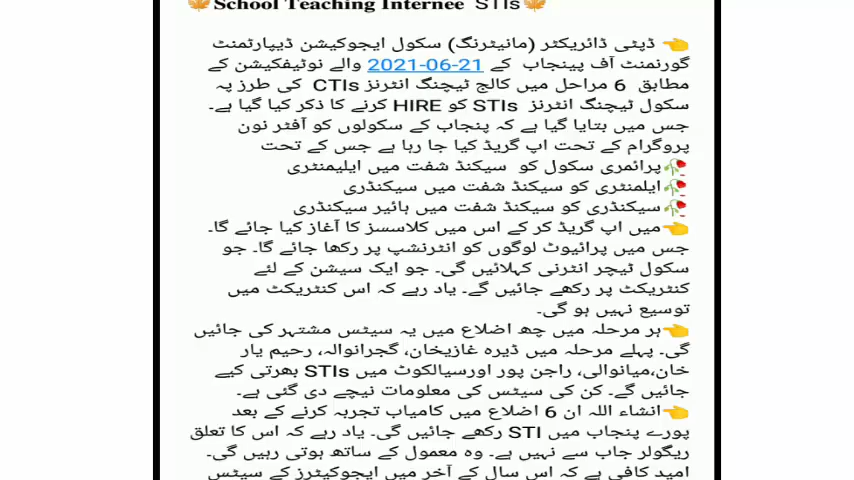 🍁School Teaching Internee STIs🍁
👈 ڈپٹی ڈائریکٹر (مانیٹرنگ) سکول ایجوکیشن ڈیپارٹمنٹ
گورنمنٹ آف پینجاب کے 21-06-2021 والے نوٹیفکیشن کے
مطابق 6 مراحل میں کالج ٹیچنگ انٹرنز CTIs کی طرز پہ
سکول ٹیچنگ انٹرنز STIs کو HIRE کرنے کا ذکر کیا گیا ہے۔
جس میں بتایا گیا ہے کہ پنجاب کے سکولوں کو آفٹر نون
پروگرام کے تحت اپ گریڈ کیا جا رہا ہے جس کے تحت
🥀پرائمری سکول کو سیکنڈ شفت میں ایلیمنٹری
🥀ایلمنٹری کو سیکنڈ شفت میں سیکنڈری
🥀سیکنڈری کو سیکنڈ شفت میں ہائیر سیکنڈری
👈میں اپ گریڈ کر کے اس میں کلاسسز کا آغاز کیا جائے گا۔
جس میں پرائیوٹ لوگوں کو انٹرنشپ پر رکھا جائے گا۔ جو
سکول ٹیچر انٹرنی کہلائیں گی۔ جو ایک سیشن کے لئے
کنٹریکٹ پر رکھے جائیں گے۔ یاد رہے کہ اس کنٹریکٹ میں
توسیع نہیں ہو گی۔
👈ہر مرحلہ میں چھ اضلاع میں یہ سیٹس مشتہر کی جائیں
گی۔ پہلے مرحلہ میں ڈیرہ غازیخان، گجرانوالہ، رحیم یار
خان،میانوالی، راجن پور اورسیالکوٹ میں STIs بھرتی کیے
جائیں گے۔ کن کی سیٹس کی معلومات نیچے دی گئی ہے۔
👈انشاء اللہ ان 6 اضلاع میں کامیاب تجربہ کرنے کے بعد
پورے پنجاب میں STI رکھے جائیں گی۔ یاد رہے کہ اس کا تعلق
ریگولر جاب سے نہیں ہے۔ وہ معمول کے ساتھ ہوتی رہیں گی۔
امید کافی ہے کہ اس سال کے آخر میں ایجوکیٹرز کے سیٹس